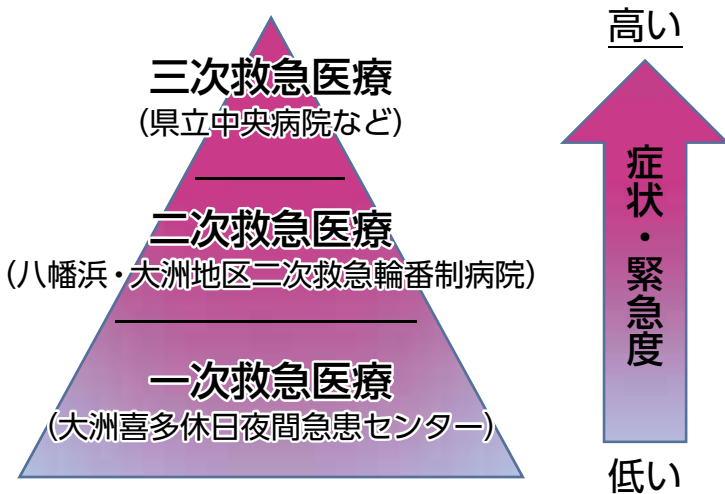 三次救急医療
(県立中央病院など)
二次救急医療
(八幡浜・大洲地区二次救急輪番制病院)
一次救急医療
(大洲喜多休日夜間急患センター)
高い
症状・緊急度
低い